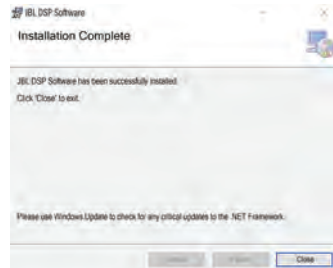 JBL DSP Software
Installation Complete
JBL DSP Software has been successfully installed.
Click 'Close' to exit.
Please use Windows Update to check for any critical updates to the .NET Framework.
Close